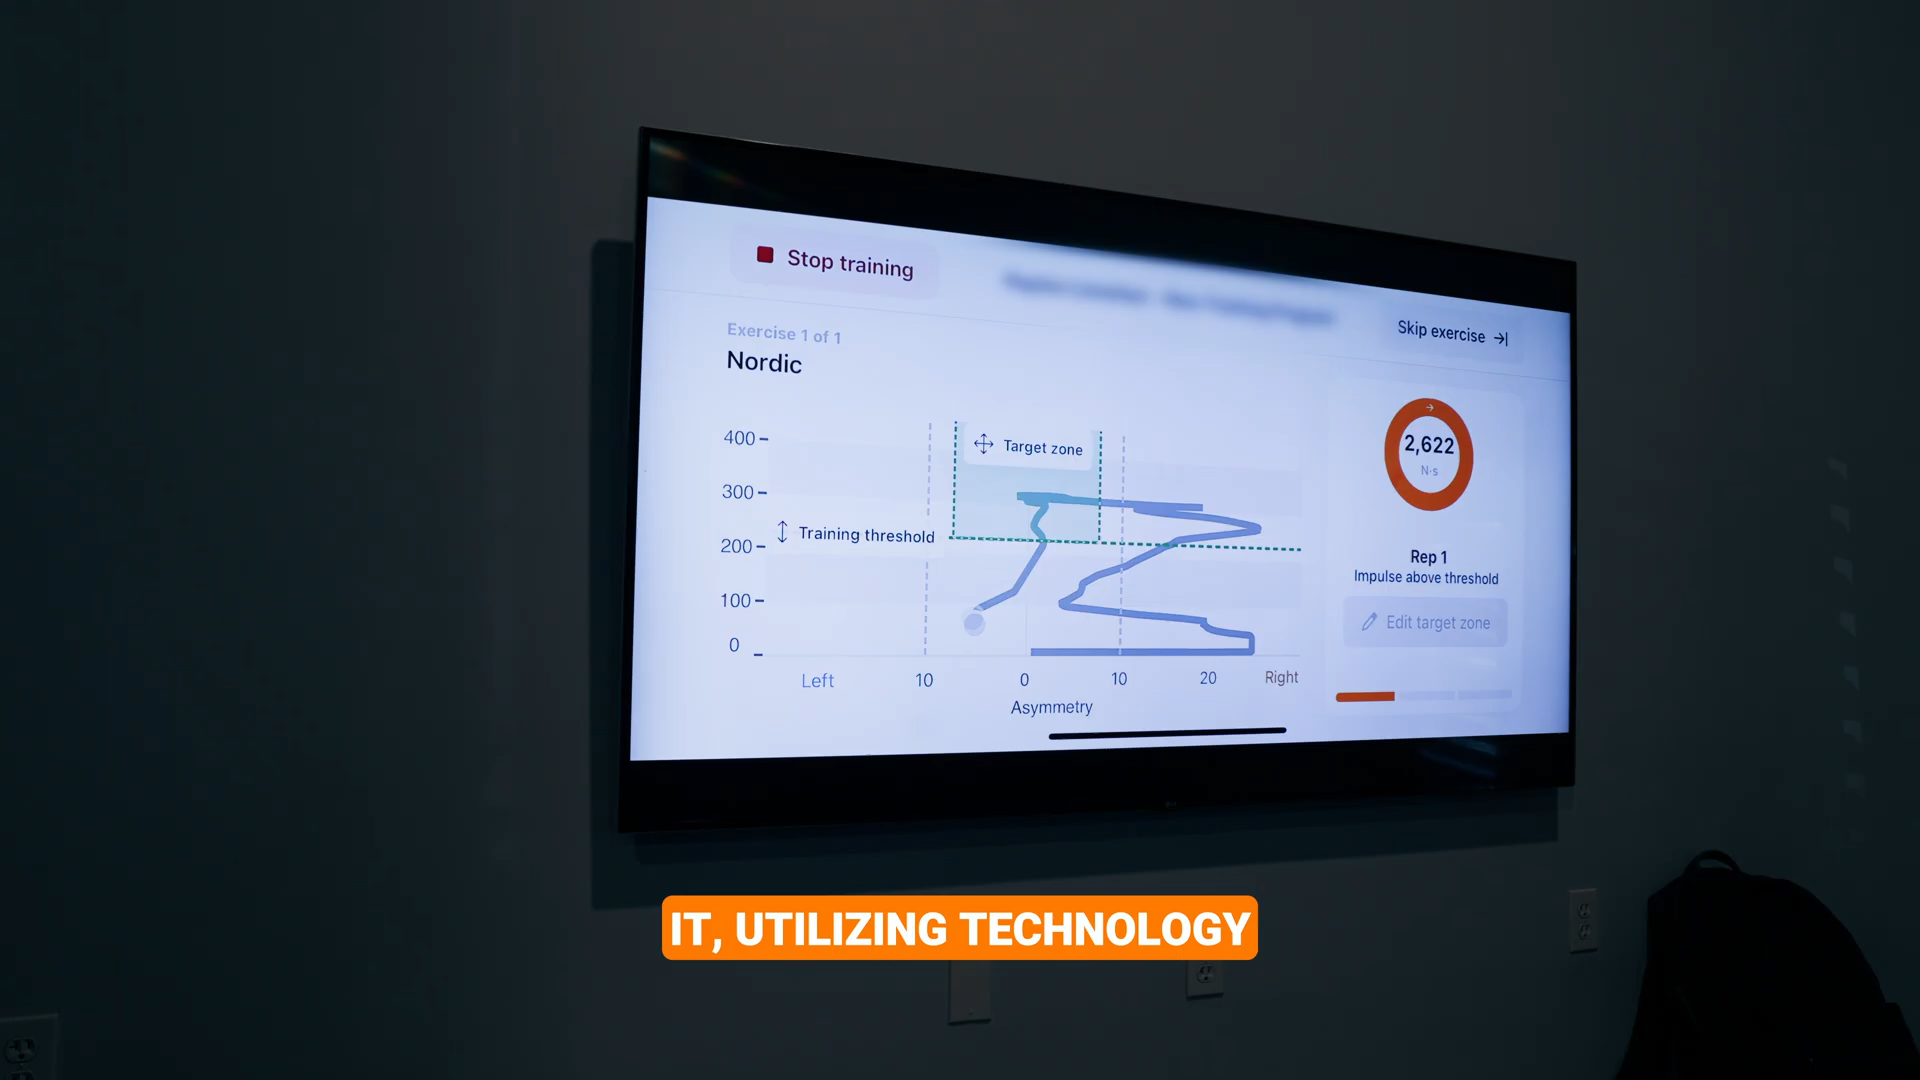 Stop training
Skip exercise
Exercise 1 of 1
Nordic
400
300
200
100
0
Target zone
Training threshold
Left
10
0
10
20
Right
Asymmetry
2,622
N·s
Rep 1
Impulse above threshold
Edit target zone
IT, UTILIZING TECHNOLOGY